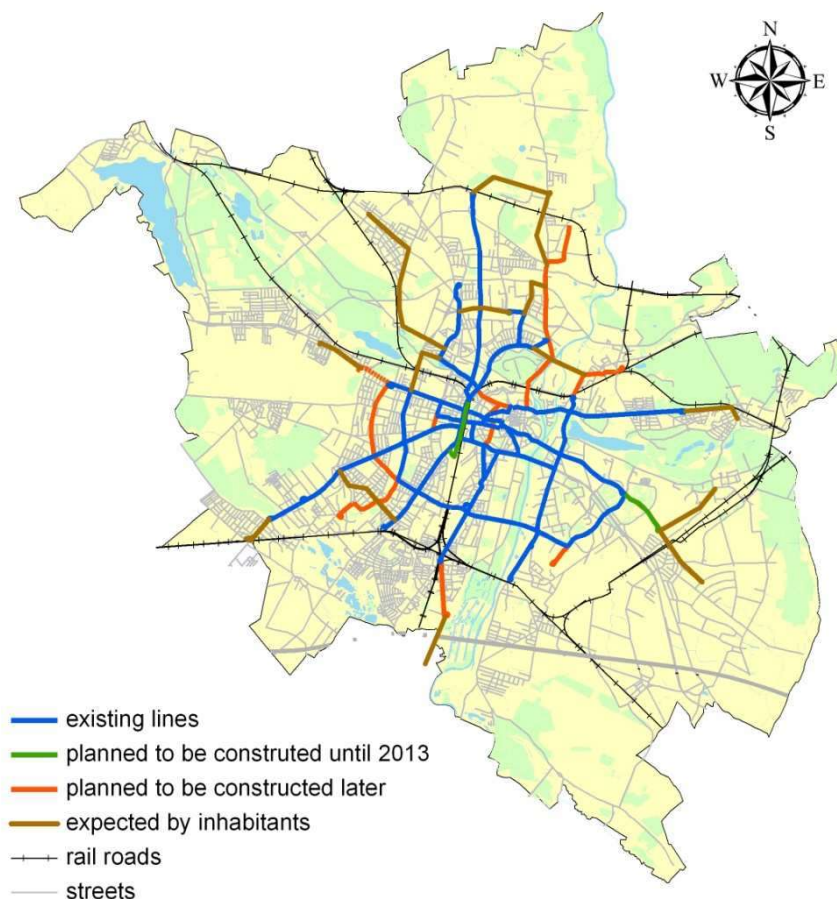 N
W E
S
existing lines
planned to be construted until 2013
planned to be constructed later
expected by inhabitants
rail roads
streets